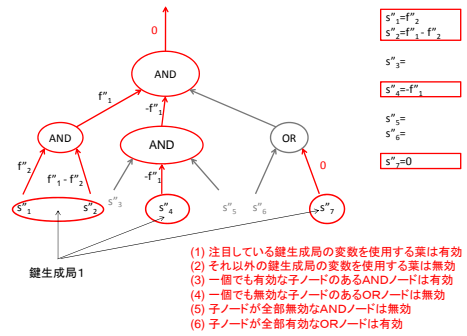 0
s"₁=f"₂
s"₂=f"₁ - f"₂
s"₃=
AND
f"₁
-f"₁
s"₄=-f"₁
s"₅=
s"₆=
AND
AND
OR
s"₇=0
f"₂
f"₁ - f"₂
-f"₁
0
s"₁
s"₂
s"₃
s"₄
s"₅
s"₆
s"₇
鍵生成局1
(1) 注目している鍵生成局の変数を使用する葉は有効
(2) それ以外の鍵生成局の変数を使用する葉は無効
(3) 一個でも有効な子ノードのあるANDノードは有効
(4) 一個でも無効な子ノードのあるORノードは無効
(5) 子ノードが全部無効なANDノードは無効
(6) 子ノードが全部有効なORノードは有効